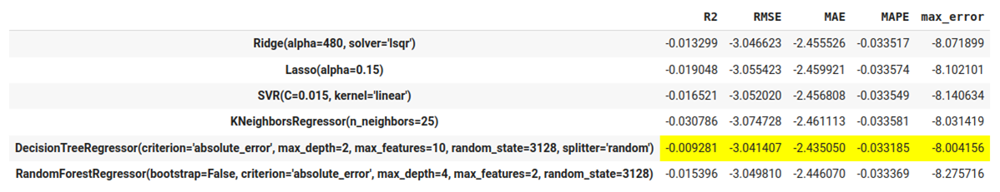 R2 RMSE MAE MAPE max_error
Ridge(alpha=480, solver='lsqr') -0.013299 -3.046623 -2.455526 -0.033517 -8.071899
Lasso(alpha=0.15) -0.019048 -3.055423 -2.459921 -0.033574 -8.102101
SVR(C=0.015, kernel='linear') -0.016521 -3.052020 -2.456808 -0.033549 -8.140634
KNeighborsRegressor(n_neighbors=25) -0.030786 -3.074728 -2.461113 -0.033581 -8.031419
DecisionTreeRegressor(criterion='absolute_error', max_depth=2, max_features=10, random_state=3128, splitter='random') -0.009281 -3.041407 -2.435050 -0.033185 -8.004156
RandomForestRegressor(bootstrap=False, criterion='absolute_error', max_depth=4, max_features=2, random_state=3128) -0.015396 -3.049810 -2.446070 -0.033369 -8.275716